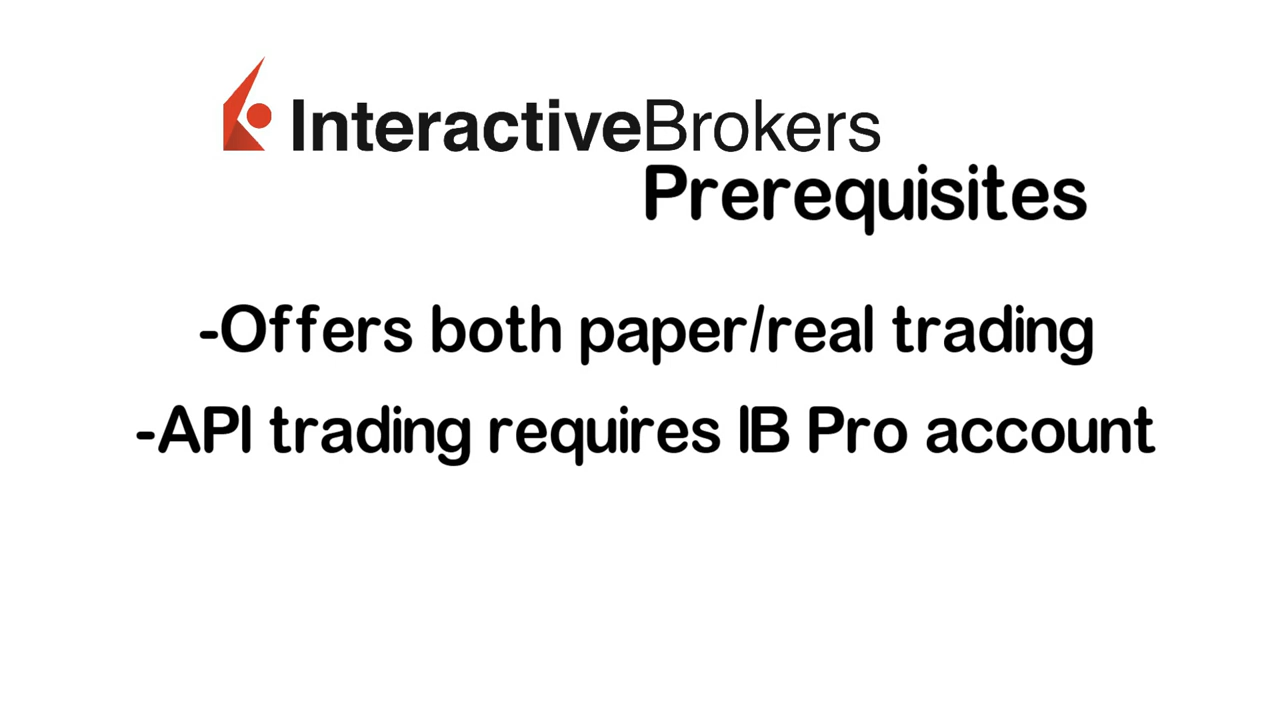 InteractiveBrokers
Prerequisites
-Offers both paper/real trading
-API trading requires IB Pro account